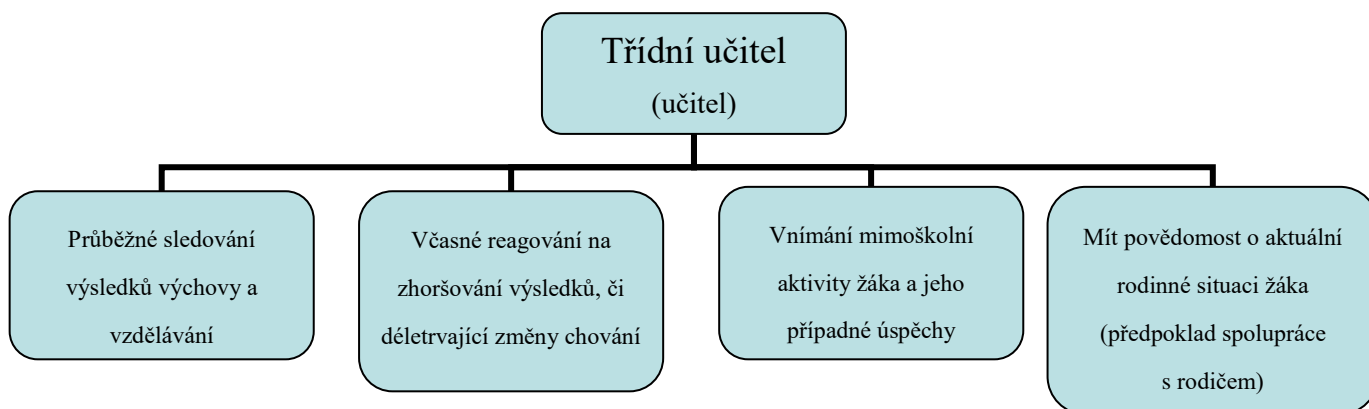 Třídní učitel
(učitel)
Průběžné sledování
výsledků výchovy a
vzdělávání
Včasné reagování na
zhoršování výsledků, či
déletrvající změny chování
Vnímání mimoškolní
aktivity žáka a jeho
případné úspěchy
Mít povědomost o aktuální
rodinné situaci žáka
(předpoklad spolupráce
s rodičem)